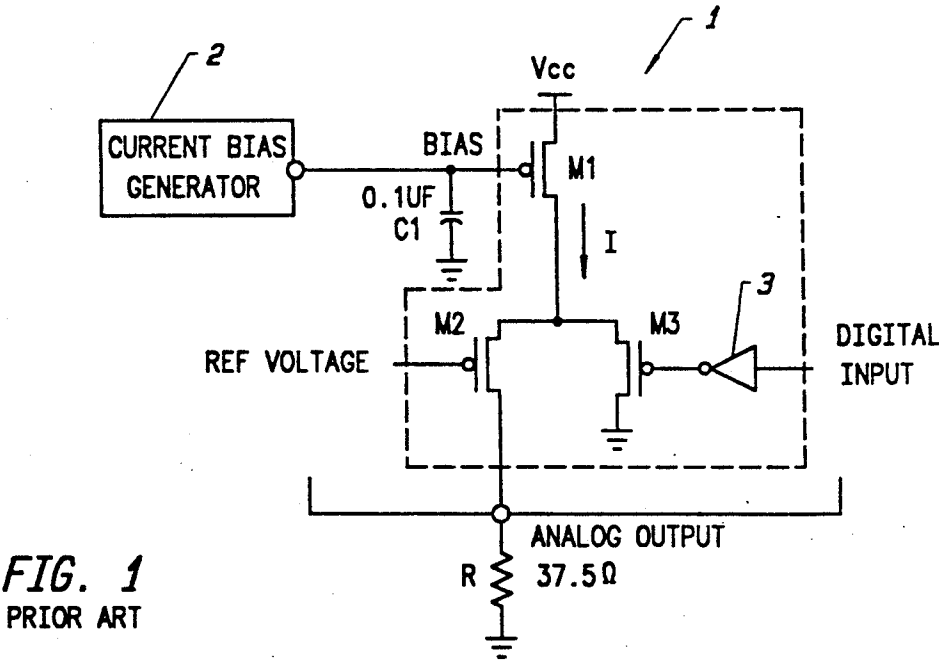 1
2
Vcc
CURRENT BIAS
GENERATOR
BIAS
M1
0.1UF
C1
I
3
M2
M3
REF VOLTAGE
DIGITAL
INPUT
ANALOG OUTPUT
R
37.5Ω
FIG. 1
PRIOR ART